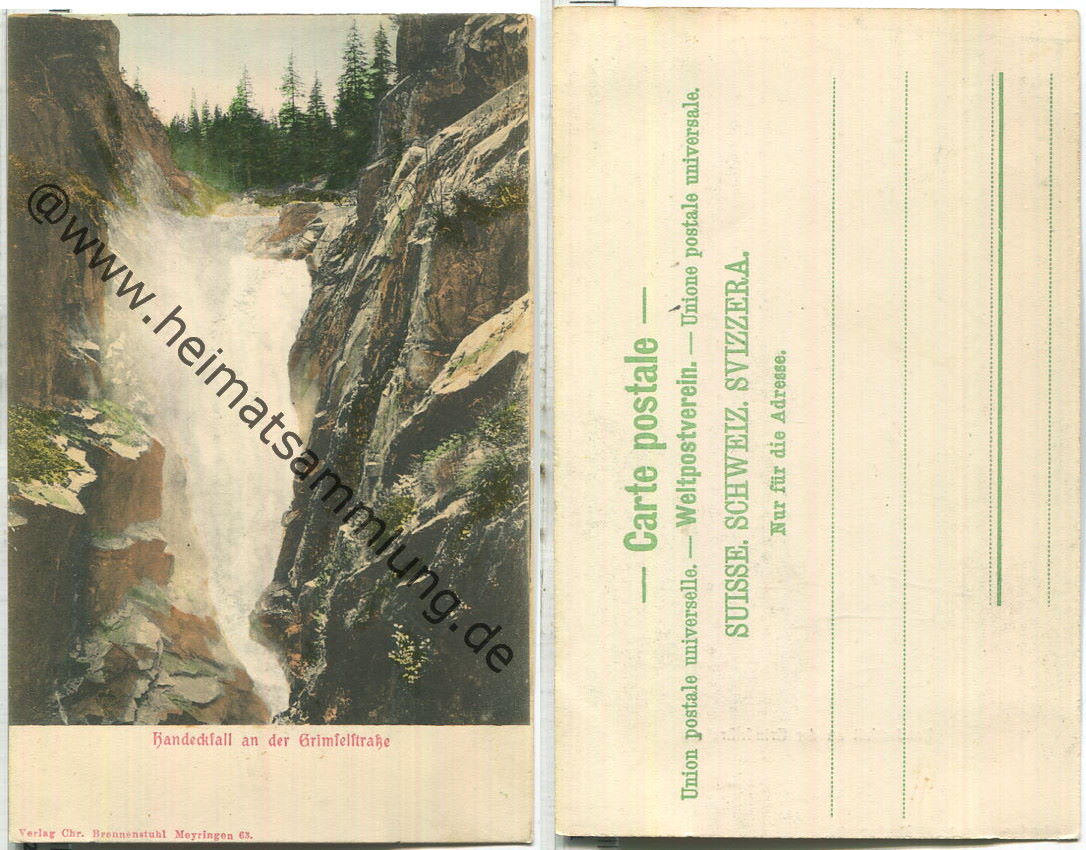 @www.heimatsammlung.de
Handeckfall an der Grimselstraße
Verlag Chr. Brennenstuhl Meyringen 63.
— Carte postale —
Union postale universelle. — Weltpostverein. — Unione postale universale.
SUISSE. SCHWEIZ. SVIZZERA.
Nur für die Adresse.